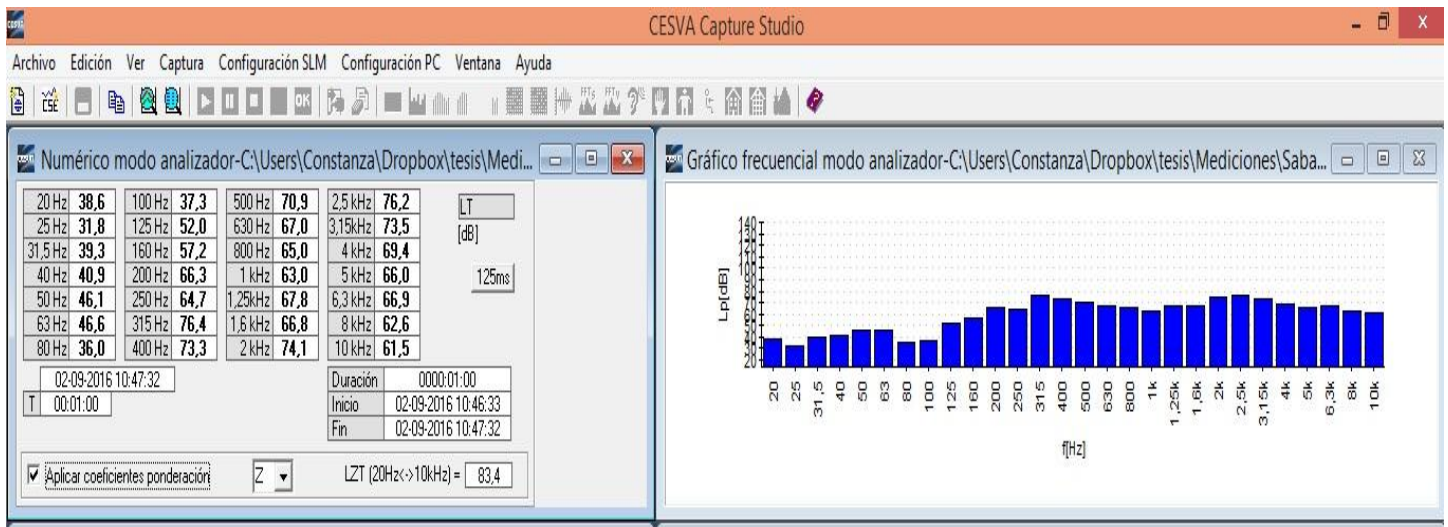 CESVA Capture Studio
Archivo Edición Ver Captura Configuración SLM Configuración PC Ventana Ayuda
Numérico modo analizador-C:\Users\Constanza\Dropbox\tesis\Medi...
20 Hz 38,6 100 Hz 37,3 500 Hz 70,9 2,5 kHz 76,2 LT
25 Hz 31,8 125 Hz 52,0 630 Hz 67,0 3,15kHz 73,5 [dB]
31,5 Hz 39,3 160 Hz 57,2 800 Hz 65,0 4 kHz 69,4
40 Hz 40,9 200 Hz 66,3 1 kHz 63,0 5 kHz 66,0 125ms
50 Hz 46,1 250 Hz 64,7 1,25kHz 67,8 6,3 kHz 66,9
63 Hz 46,6 315 Hz 76,4 1,6 kHz 66,8 8 kHz 62,6
80 Hz 36,0 400 Hz 73,3 2 kHz 74,1 10 kHz 61,5
02-09-2016 10:47:32
T 00:01:00
Duración 0000:01:00
Inicio 02-09-2016 10:46:33
Fin 02-09-2016 10:47:32
Aplicar coeficientes ponderación Z LZT (20Hz<->10kHz) = 83,4
Gráfico frecuencial modo analizador-C:\Users\Constanza\Dropbox\tesis\Mediciones\Saba...
140
20
Lp[dB]
20 25 31,5 40 50 63 80 100 125 160 200 250 315 400 500 630 800 1k 1,25k 1,6k 2k 2,5k 3,15k 4k 5k 6,3k 8k 10k
f[Hz]